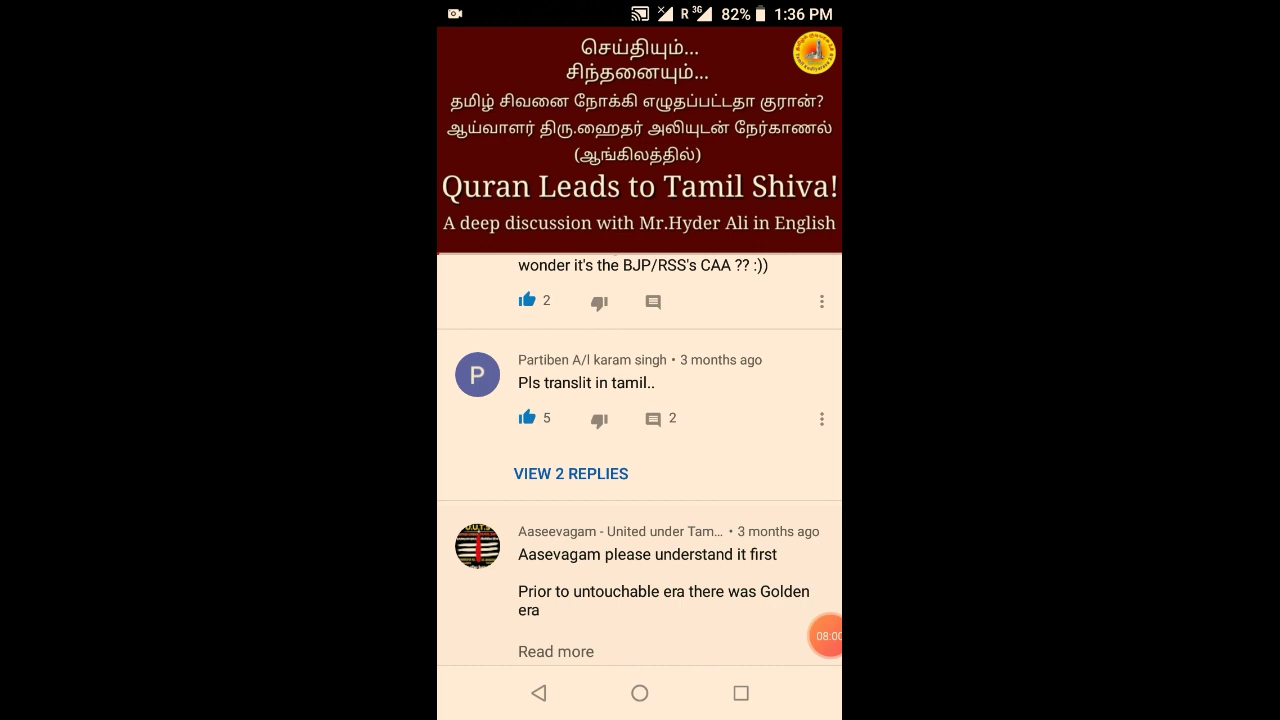 R 3G 82% 1:36 PM
செய்தியும்...
சிந்தனையும்...
தமிழ் சிவனை நோக்கி எழுதப்பட்டதா குரான்?
ஆய்வாளர் திரு.ஹைதர் அலியுடன் நேர்காணல்
(ஆங்கிலத்தில்)
Quran Leads to Tamil Shiva!
A deep discussion with Mr.Hyder Ali in English
wonder it's the BJP/RSS's CAA ?? :))
2
Partiben A/l karam singh • 3 months ago
P
Pls translit in tamil..
5 2
VIEW 2 REPLIES
Aaseevagam - United under Tam... • 3 months ago
Aasevagam please understand it first
Prior to untouchable era there was Golden
era
08:00
Read more